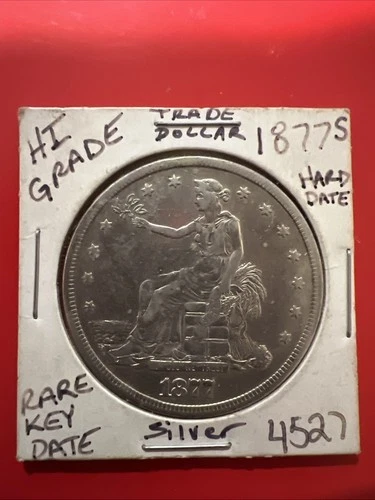 HI
GRADE
TRADE
DOLLAR
1877S
HARD
DATE
1877
RARE
KEY
DATE
Silver
4527